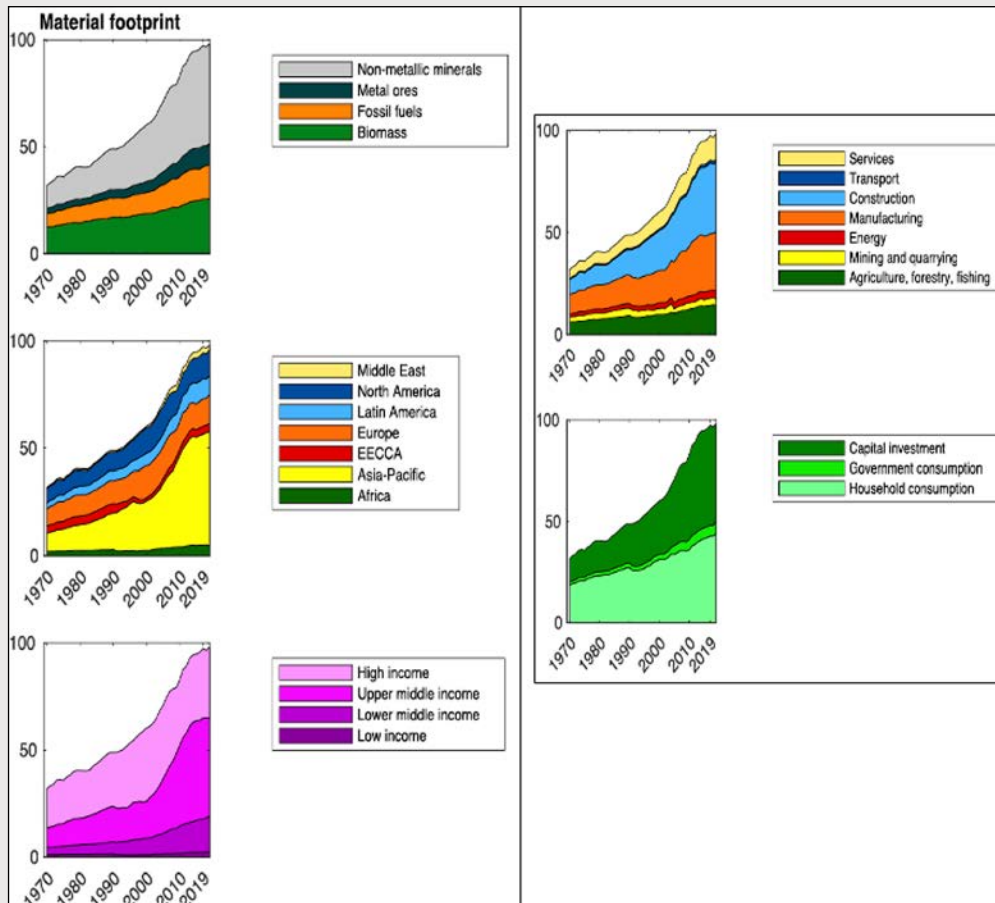 Material footprint
100
50
0
1970
1980
1990
2000
2010
2019
Non-metallic minerals
Metal ores
Fossil fuels
Biomass
100
50
0
1970
1980
1990
2000
2010
2019
Middle East
North America
Latin America
Europe
EECCA
Asia-Pacific
Africa
100
50
0
1970
1980
1990
2000
2010
2019
High income
Upper middle income
Lower middle income
Low income
100
50
0
1970
1980
1990
2000
2010
2019
Services
Transport
Construction
Manufacturing
Energy
Mining and quarrying
Agriculture, forestry, fishing
100
50
0
1970
1980
1990
2000
2010
2019
Capital investment
Government consumption
Household consumption